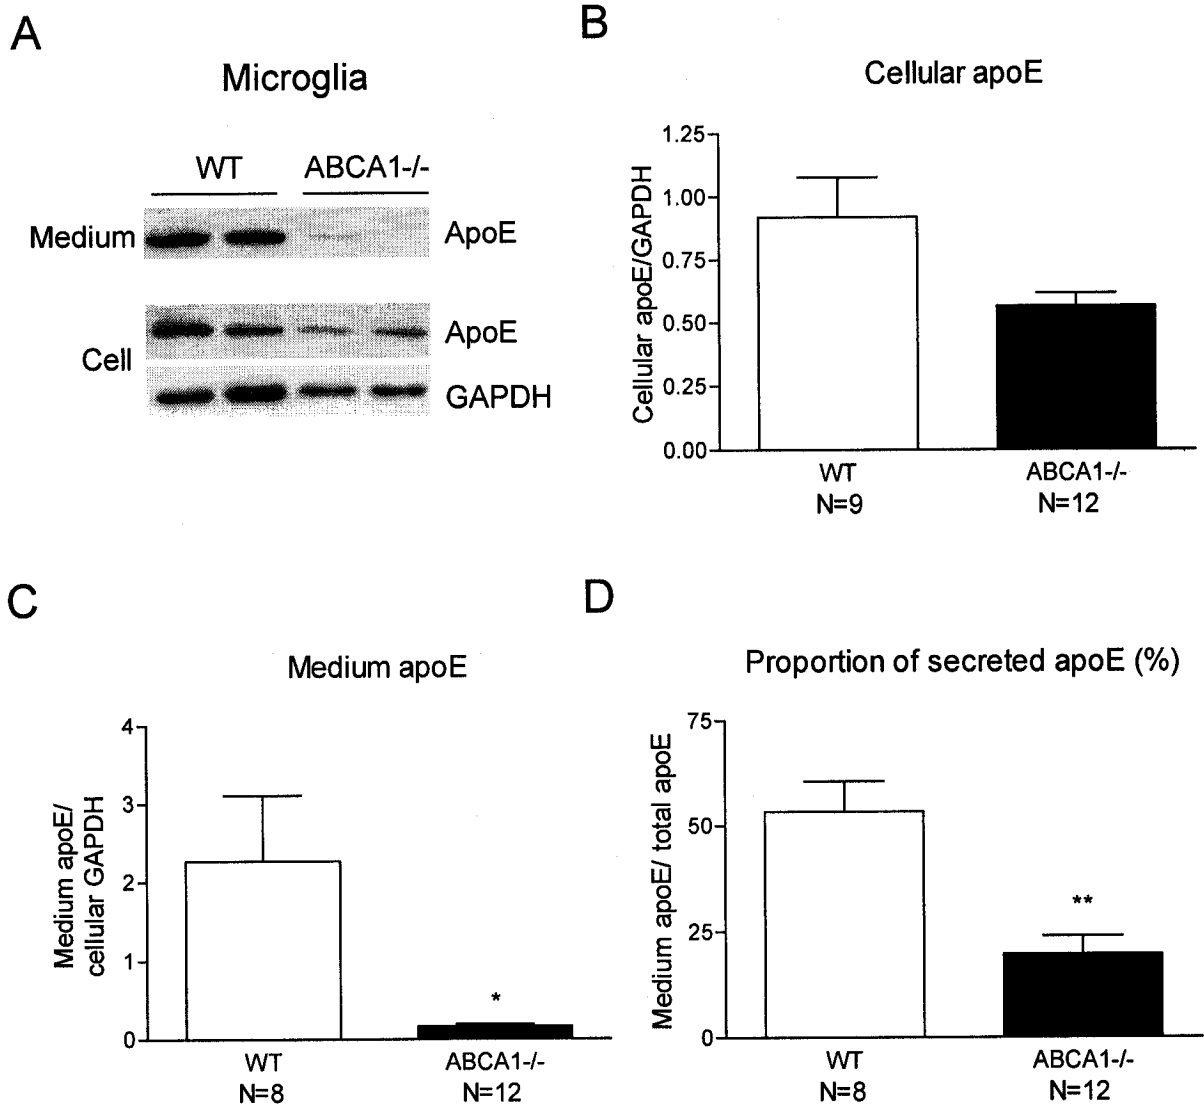 A
Microglia
WT ABCA1-/-
Medium ApoE
Cell ApoE
GAPDH
B
Cellular apoE
Cellular apoE/GAPDH
1.25
1.00
0.75
0.50
0.25
0.00
WT ABCA1-/-
N=9 N=12
C
Medium apoE
Medium apoE/
cellular GAPDH
4
3
2
1
0
*
WT ABCA1-/-
N=8 N=12
D
Proportion of secreted apoE (%)
Medium apoE/ total apoE
75
50
25
0
**
WT ABCA1-/-
N=8 N=12